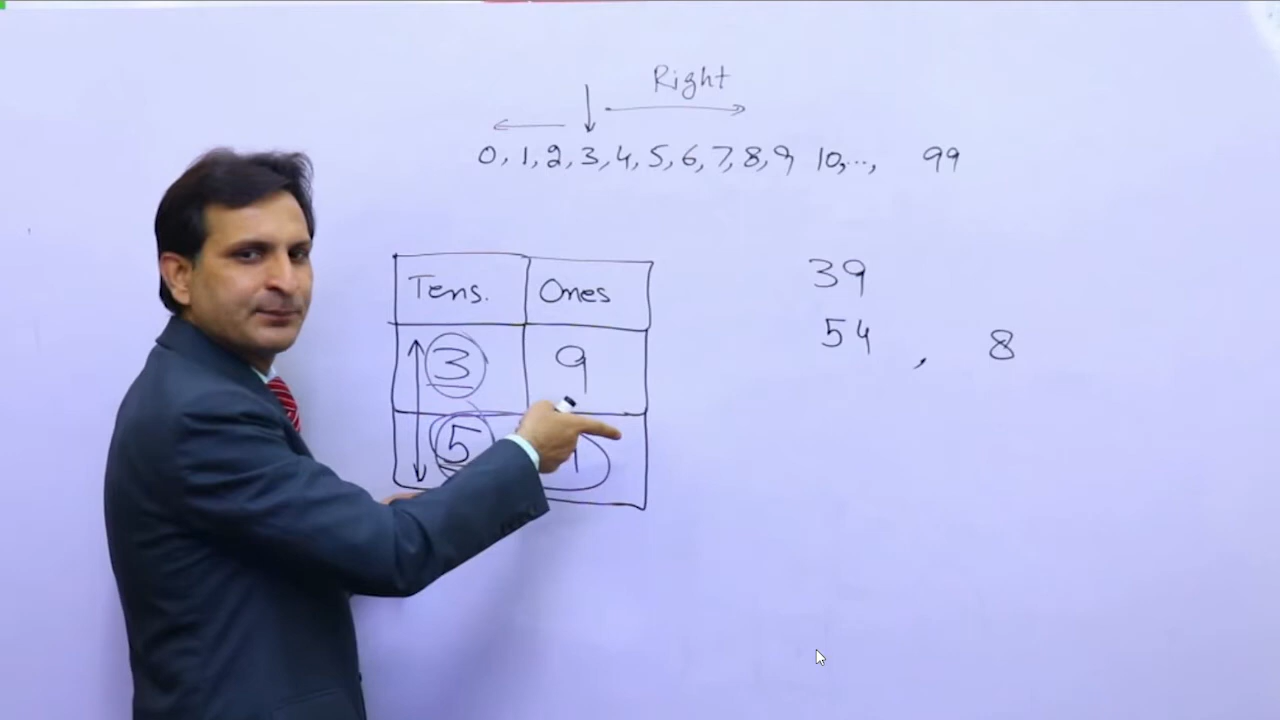 Right
0, 1, 2, 3, 4, 5, 6, 7, 8, 9 10,..., 99
Tens. Ones
3 9
5
39
54 , 8